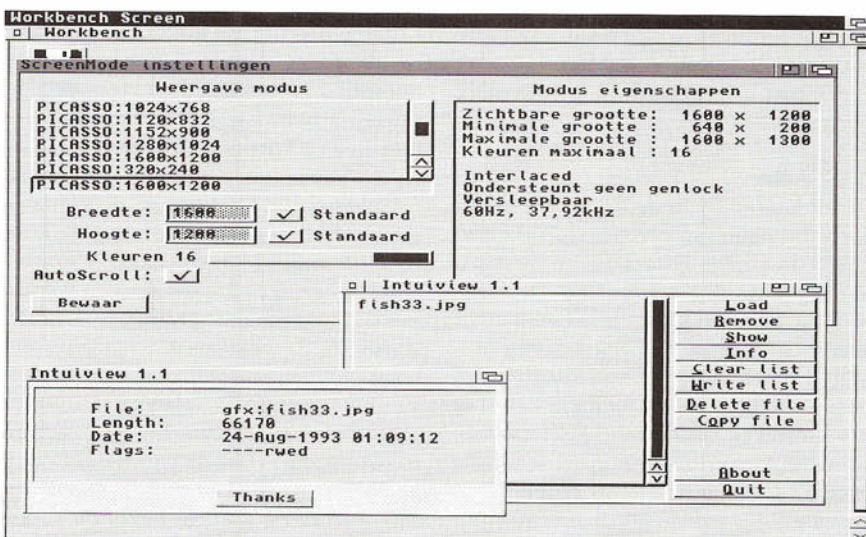 Workbench Screen
Workbench
ScreenMode instellingen
Weergave modus
PICASSO:1024x768
PICASSO:1120x832
PICASSO:1152x900
PICASSO:1280x1024
PICASSO:1600x1200
PICASSO:320x240
PICASSO:1600x1200
Breedte: 1600 Standaard
Hoogte: 1200 Standaard
Kleuren 16
AutoScroll:
Bewaar
Modus eigenschappen
Zichtbare grootte: 1600 x 1200
Minimale grootte : 640 x 200
Maximale grootte : 1600 x 1300
Kleuren maximaal : 16
Interlaced
Ondersteunt geen genlock
Versleepbaar
60Hz, 37,92kHz
Intuiview 1.1
fish33.jpg
Load
Remove
Show
Info
Clear list
Write list
Delete file
Copy file
About
Quit
Intuiview 1.1
File: gfx:fish33.jpg
Length: 66170
Date: 24-Aug-1993 01:09:12
Flags: ----rwed
Thanks